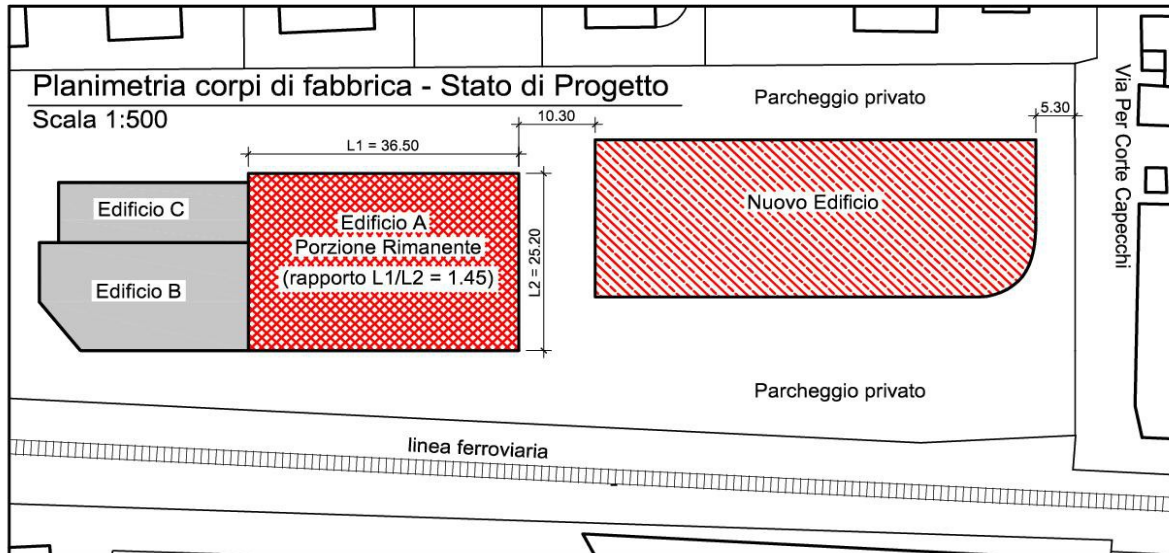 Planimetria corpi di fabbrica - Stato di Progetto
Scala 1:500
Parcheggio privato
10.30
5.30
L1 = 36.50
Via Per Corte Capecchi
Edificio C
Edificio A
Porzione Rimanente
(rapporto L1/L2 = 1.45)
L2 = 25.20
Nuovo Edificio
Edificio B
Parcheggio privato
linea ferroviaria